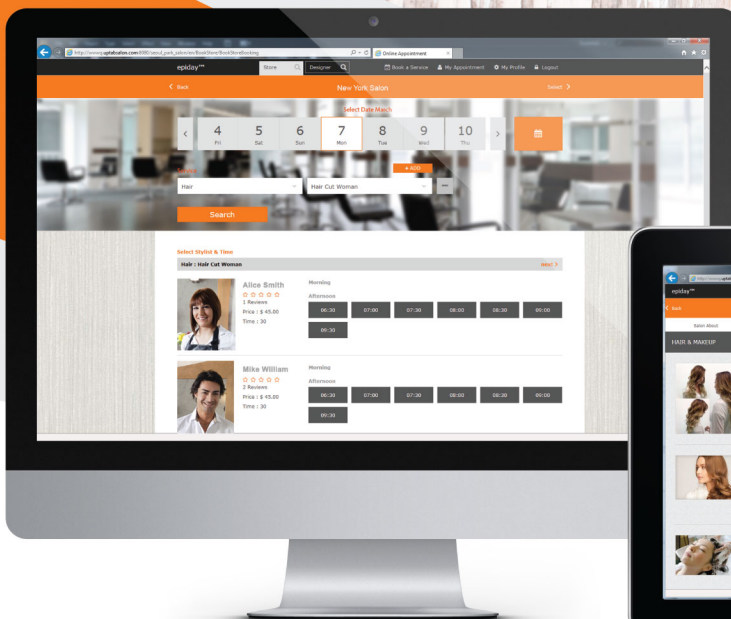 Online Appointment
epiday™ Store Designer Book a Service My Appointment My Profile Logout
Back New York Salon Select
Select Date March
4 5 6 7 8 9 10
Fri Sat Sun Mon Tue Wed Thu
+ ADD
Hair Hair Cut Woman
Search
Select Stylist & Time
Hair : Hair Cut Woman next >
Alice Smith
1 Reviews
Price : $ 45.00
Time : 30
Morning
Afternoon
06:30 07:00 07:30 08:00 08:30 09:00
09:30
Mike William
Price : $ 45.00
Time : 30
Morning
Afternoon
06:30 07:00 07:30 08:00 08:30 09:00
09:30
epiday™
Back
Salon About
HAIR & MAKEUP